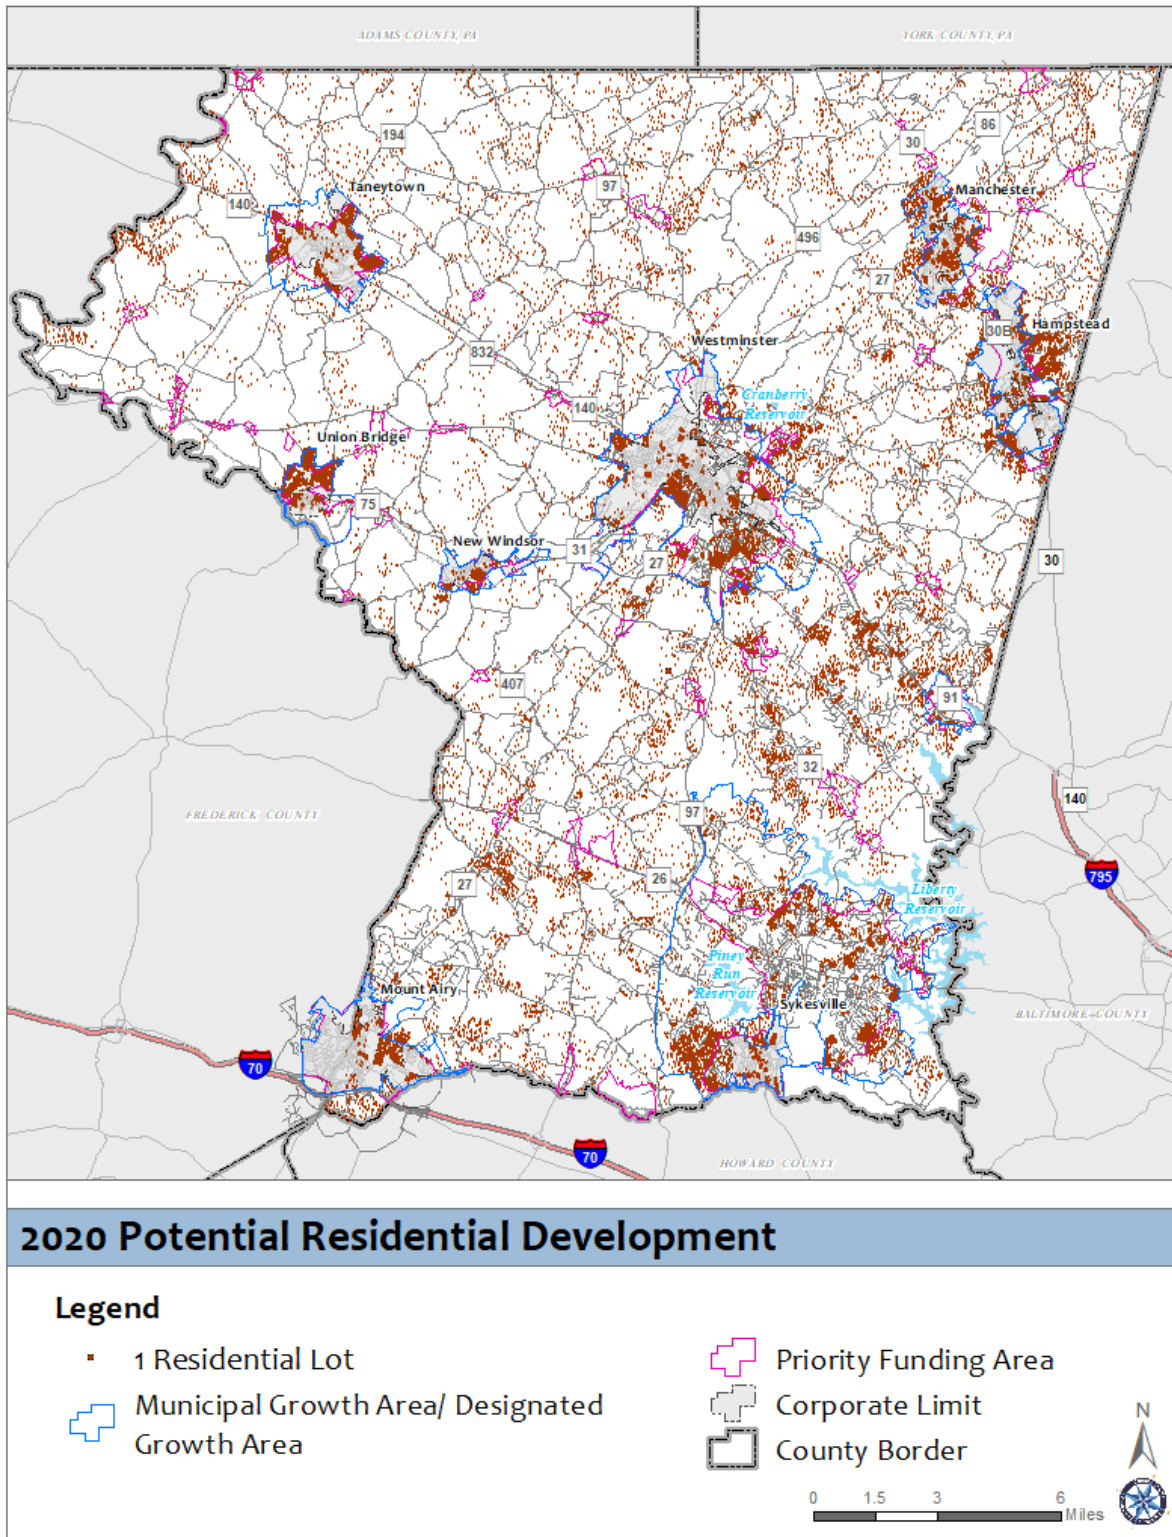 ADAMS COUNTY, PA
YORK COUNTY, PA
86
194
30
97
Taneytown
Manchester
140
496
27
Hampstead
30B
Westminster
832
Cranberry
Reservoir
140
Union Bridge
75
New Windsor
31
27
30
407
91
32
97
140
FREDERICK COUNTY
795
27
26
Liberty
Reservoir
Piney
Run
Reservoir
Mount Airy
Sykesville
BALTIMORE COUNTY
70
70
HOWARD COUNTY
2020 Potential Residential Development
Legend
1 Residential Lot
Municipal Growth Area/ Designated
Growth Area
Priority Funding Area
Corporate Limit
County Border
N
0 1.5 3 6
Miles